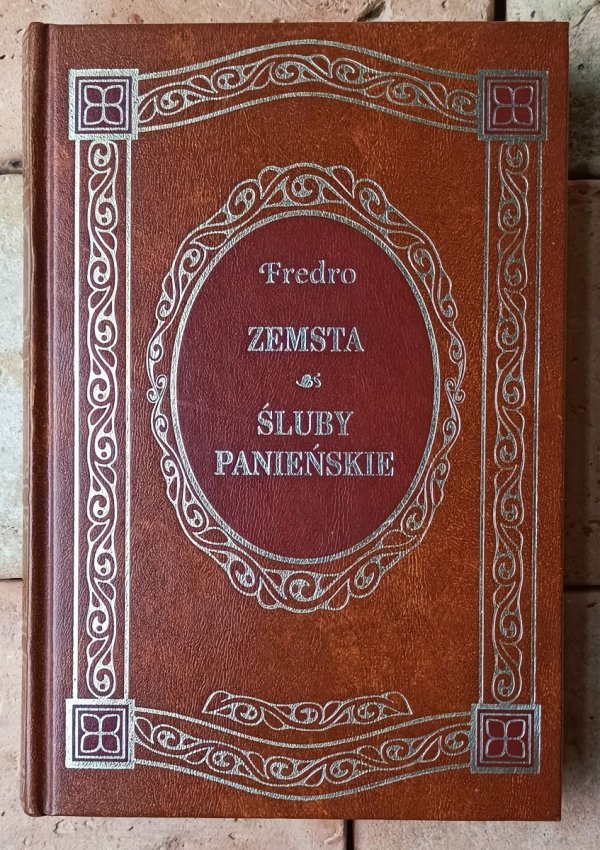 Fredro
ZEMSTA
ŚLUBY
PANIEŃSKIE